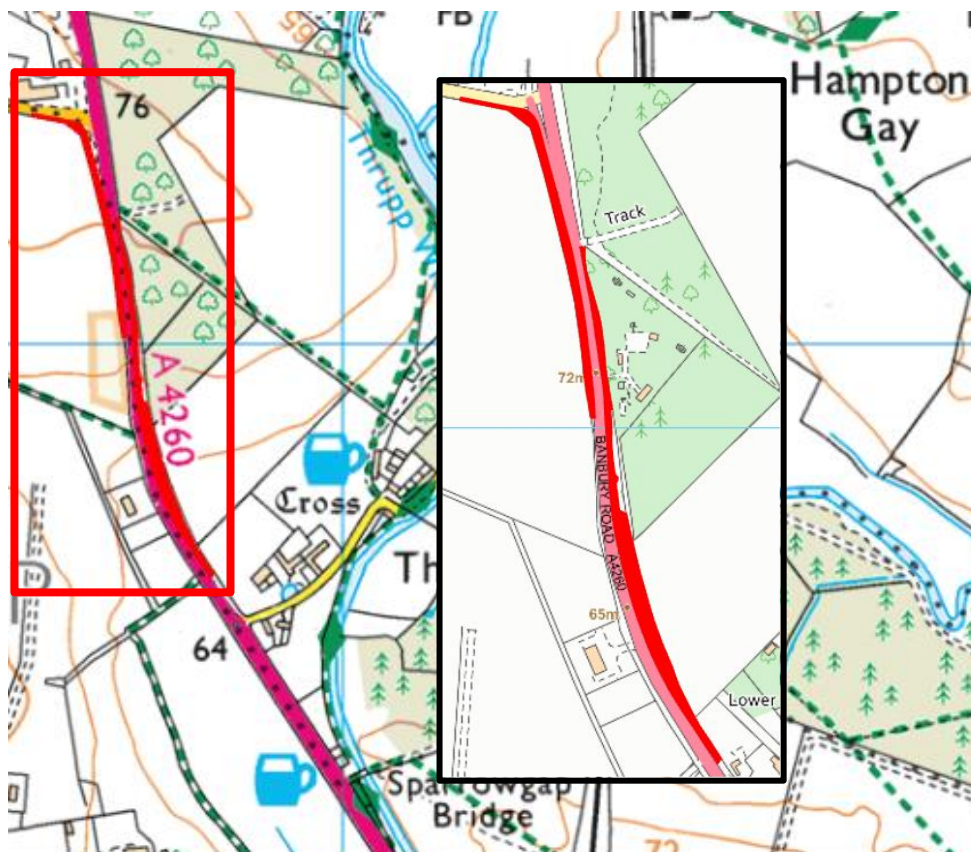 65
FB
76
Hampton
Gay
Thrupp W
Track
72m
A 4260
BANBURY ROAD A4260
Cross
Th
65m
64
Lower
Sparrowgap
Bridge
72